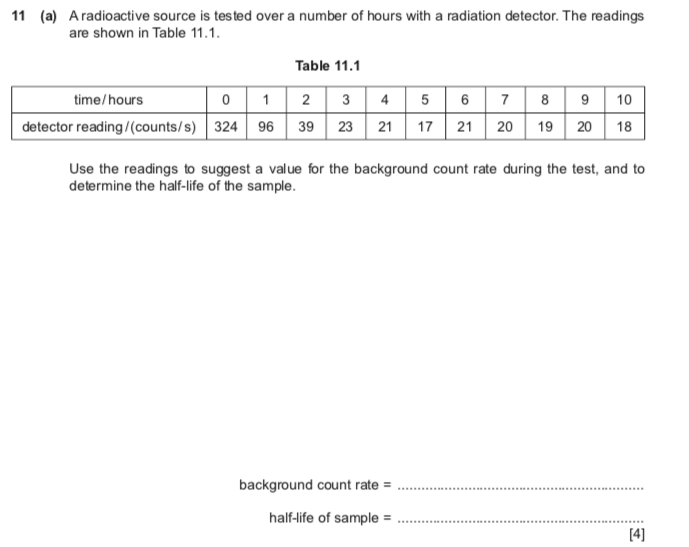 11 (a) A radioactive source is tested over a number of hours with a radiation detector. The readings
are shown in Table 11.1.
Table 11.1
time/hours 0 1 2 3 4 5 6 7 8 9 10
detector reading/(counts/s) 324 96 39 23 21 17 21 20 19 20 18
Use the readings to suggest a value for the background count rate during the test, and to
determine the half-life of the sample.
background count rate = ..............................................................
half-life of sample = ..............................................................
[4]